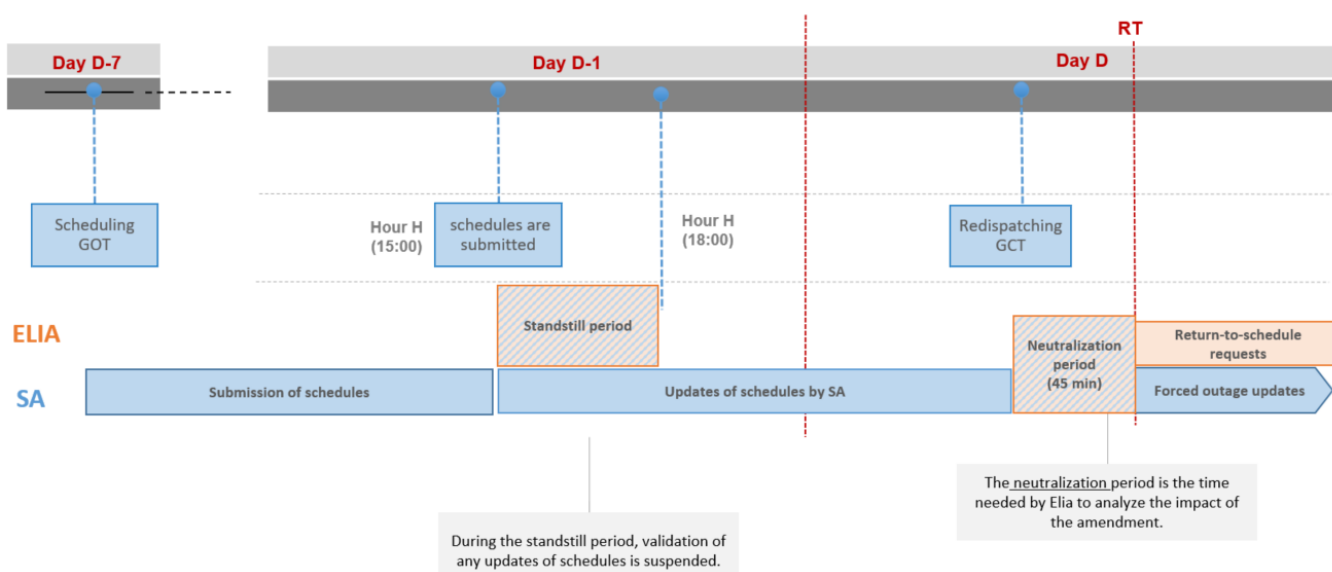 RT
Day D-7
Day D-1
Day D
Scheduling
GOT
Hour H
(15:00)
schedules are
submitted
Hour H
(18:00)
Redispatching
GCT
ELIA
Standstill period
Neutralization
period
(45 min)
Return-to-schedule
requests
SA
Submission of schedules
Updates of schedules by SA
Forced outage updates
The neutralization period is the time
needed by Elia to analyze the impact of
the amendment.
During the standstill period, validation of
any updates of schedules is suspended.